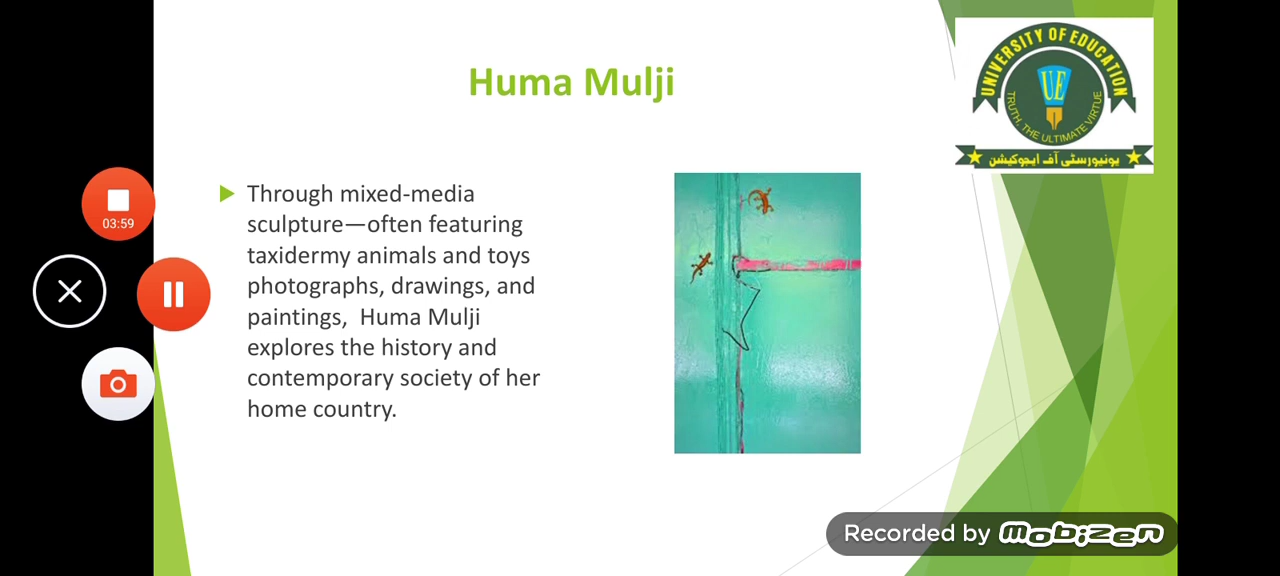 Huma Mulji
UNIVERSITY OF EDUCATION
UE
TRUTH, THE ULTIMATE VIRTUE
یونیورسٹی آف ایجوکیشن
Through mixed-media
sculpture—often featuring
taxidermy animals and toys
photographs, drawings, and
paintings,  Huma Mulji
explores the history and
contemporary society of her
home country.
03:59
Recorded by mobizen